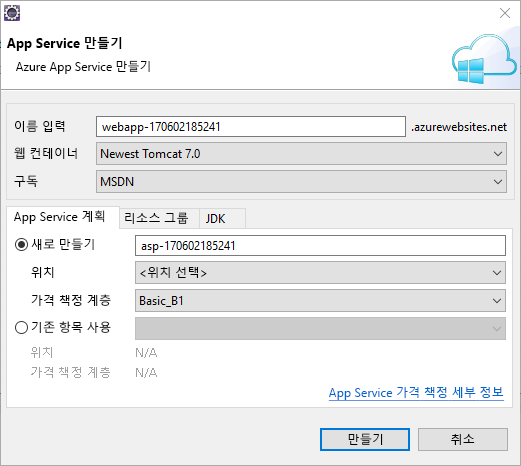 App Service 만들기
Azure App Service 만들기
이름 입력 webapp-170602185241 .azurewebsites.net
웹 컨테이너 Newest Tomcat 7.0
구독 MSDN
App Service 계획 리소스 그룹 JDK
새로 만들기 asp-170602185241
위치 <위치 선택>
가격 책정 계층 Basic_B1
기존 항목 사용
위치 N/A
가격 책정 계층 N/A
App Service 가격 책정 세부 정보
만들기 취소